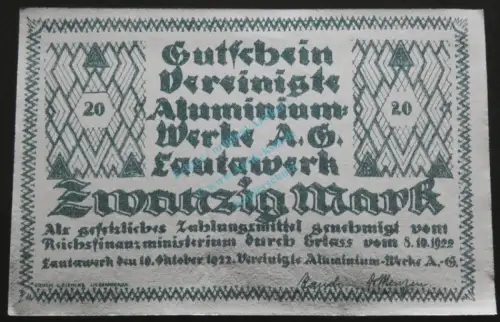 Gutschein
Vereinigte
20 Aluminium- 20
Werke A. G.
Lautawerk
Zwanzig Mark
Als gesetzliches Zahlungsmittel genehmigt vom
Reichsfinanzministerium durch Erlass vom 8.10.1922
Lautawerk den 10. Oktober 1922. Vereinigte Aluminium-Werke A.-G.